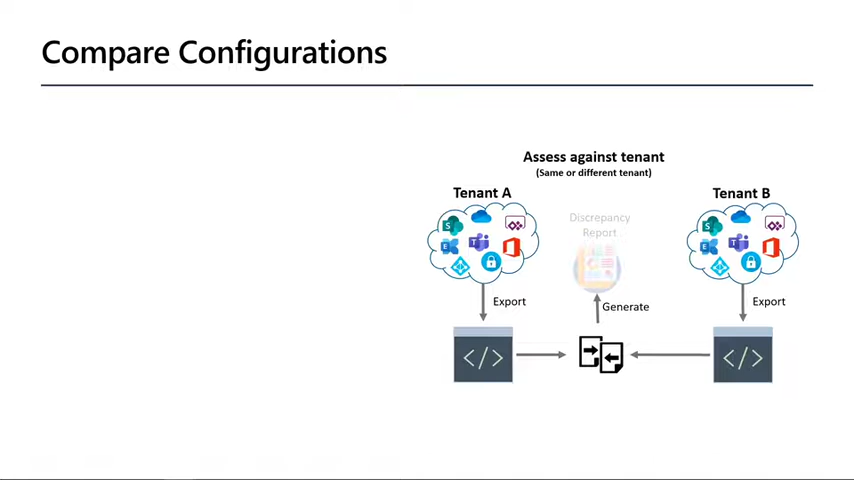 Compare Configurations
Assess against tenant
(Same or different tenant)
Tenant A
Tenant B
Discrepancy
Report
Export
Generate
Export
</>
</>